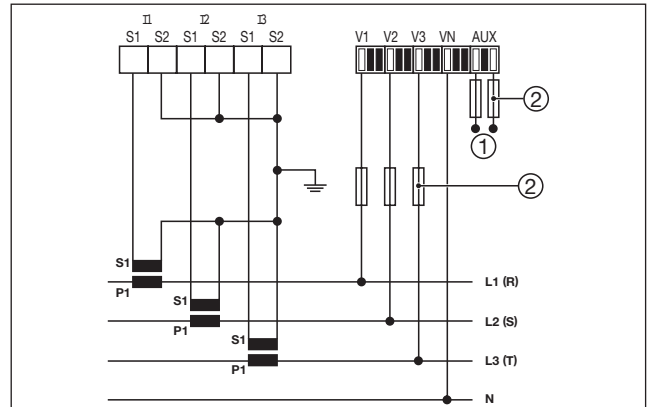 I1 I2 I3
S1 S2 S1 S2 S1 S2 V1 V2 V3 VN AUX
2
1
2
S1
P1 L1 (R)
S1
P1 L2 (S)
S1
P1 L3 (T)
N